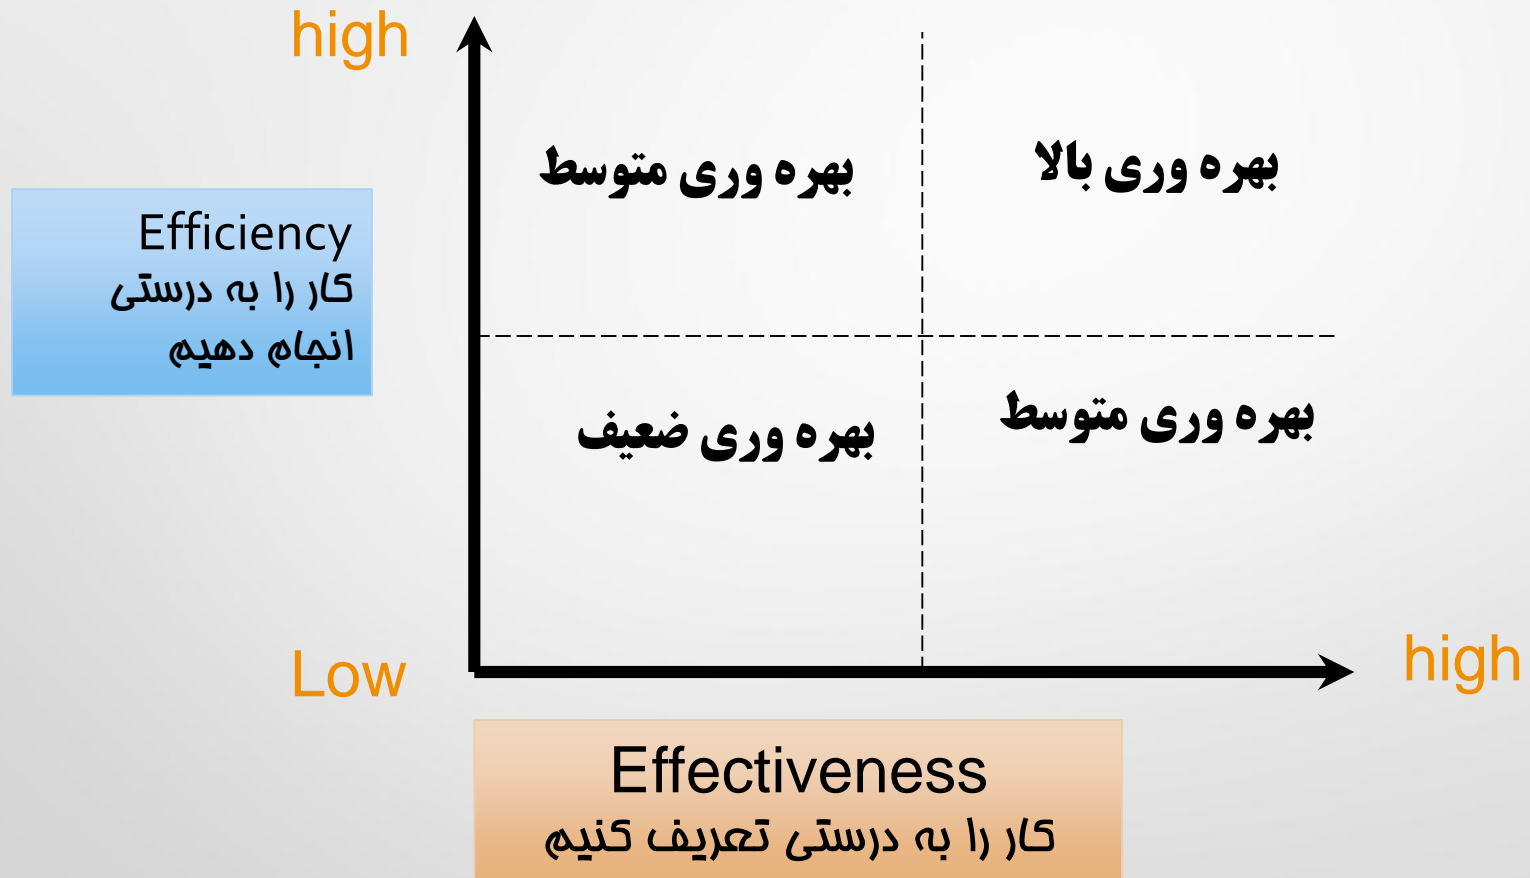 high
بهره وری متوسط
بهره وری بالا
Efficiency
کار را به درستی
انجام دهیم
بهره وری ضعیف
بهره وری متوسط
Low
high
Effectiveness
کار را به درستی تعریف کنیم